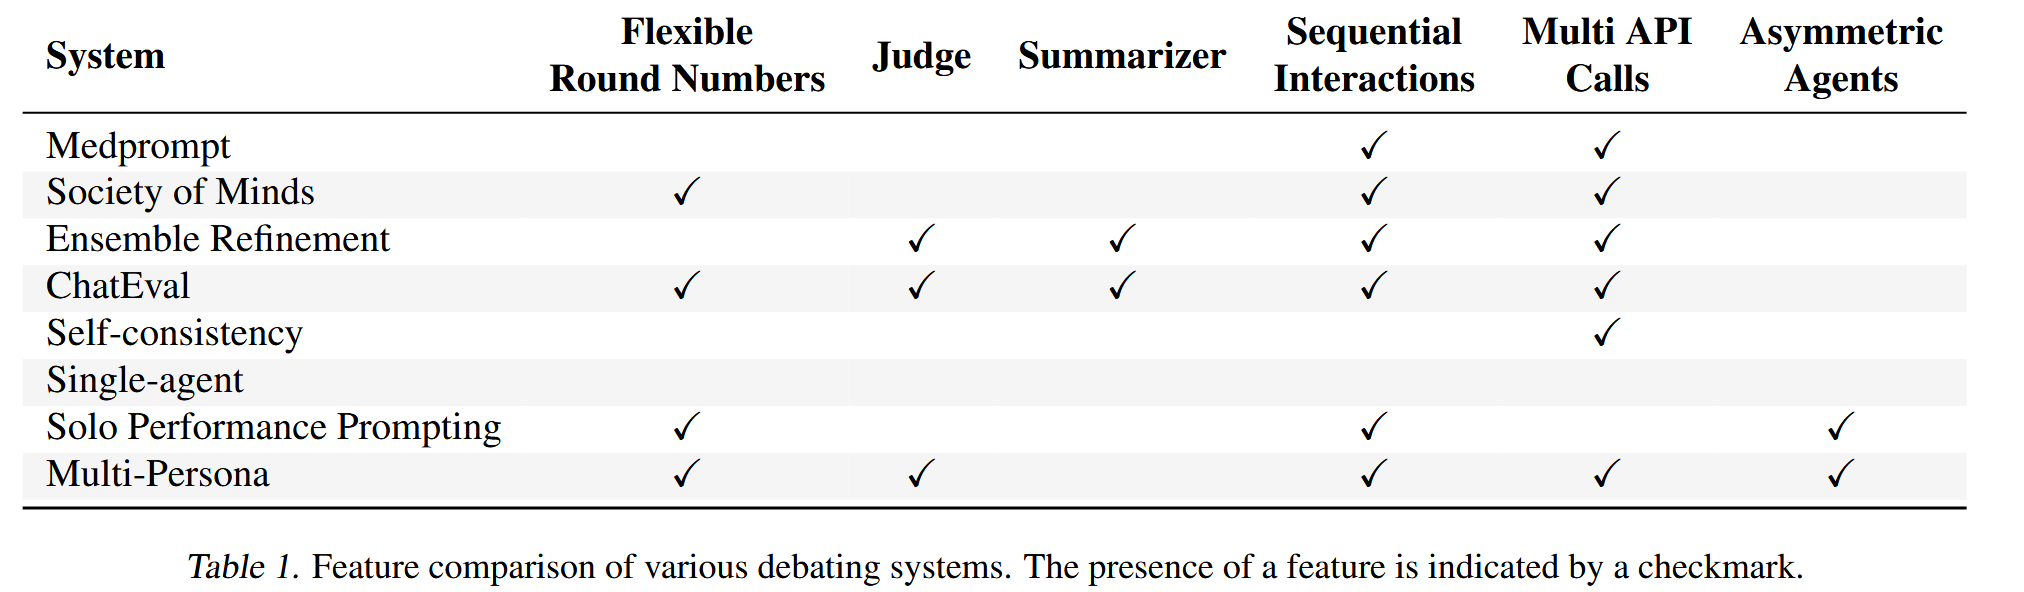 System Flexible Round Numbers Judge Summarizer Sequential Interactions Multi API Calls Asymmetric Agents
Medprompt ✓ ✓
Society of Minds ✓ ✓ ✓
Ensemble Refinement ✓ ✓ ✓ ✓
ChatEval ✓ ✓ ✓ ✓ ✓
Self-consistency ✓
Single-agent
Solo Performance Prompting ✓ ✓ ✓
Multi-Persona ✓ ✓ ✓ ✓ ✓
Table 1. Feature comparison of various debating systems. The presence of a feature is indicated by a checkmark.